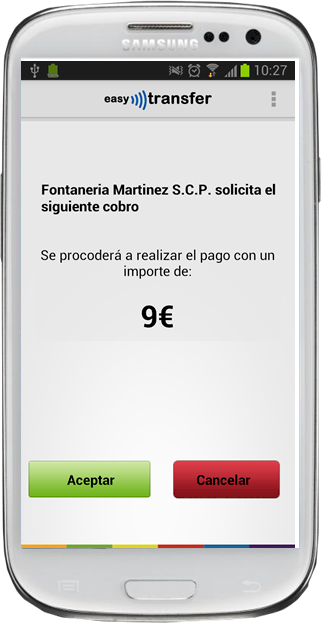 SAMSUNG
10:27
easy transfer
Fontaneria Martinez S.C.P. solicita el
siguiente cobro
Se procoderá a realizar el pago con un
importe de:
9€
Aceptar
Cancelar